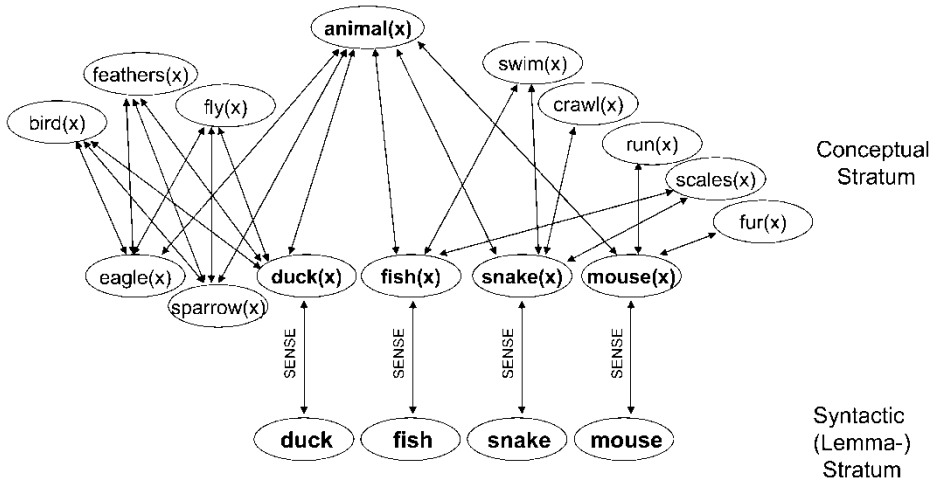 animal(x)
feathers(x)
swim(x)
fly(x)
crawl(x)
bird(x)
run(x)
Conceptual
Stratum
scales(x)
fur(x)
eagle(x)
duck(x)
fish(x)
snake(x)
mouse(x)
sparrow(x)
SENSE
SENSE
SENSE
SENSE
duck
fish
snake
mouse
Syntactic
(Lemma-)
Stratum